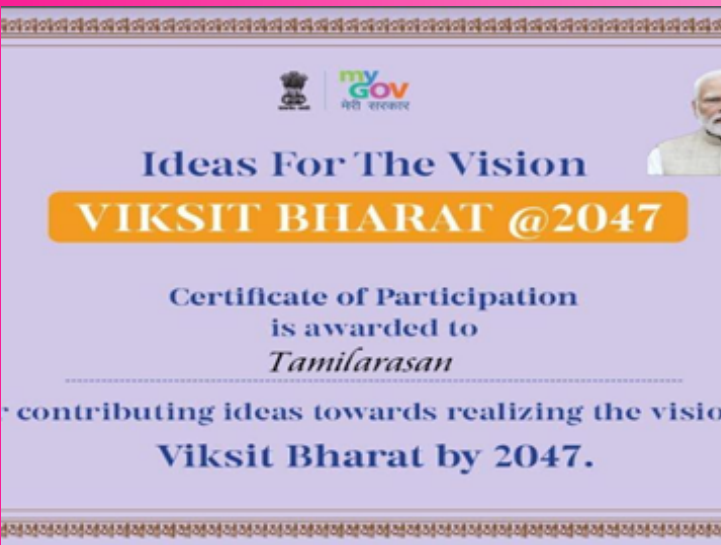 my
GOV
मेरी सरकार
Ideas For The Vision
VIKSIT BHARAT @2047
Certificate of Participation
is awarded to
Tamilarasan
r contributing ideas towards realizing the visio
Viksit Bharat by 2047.